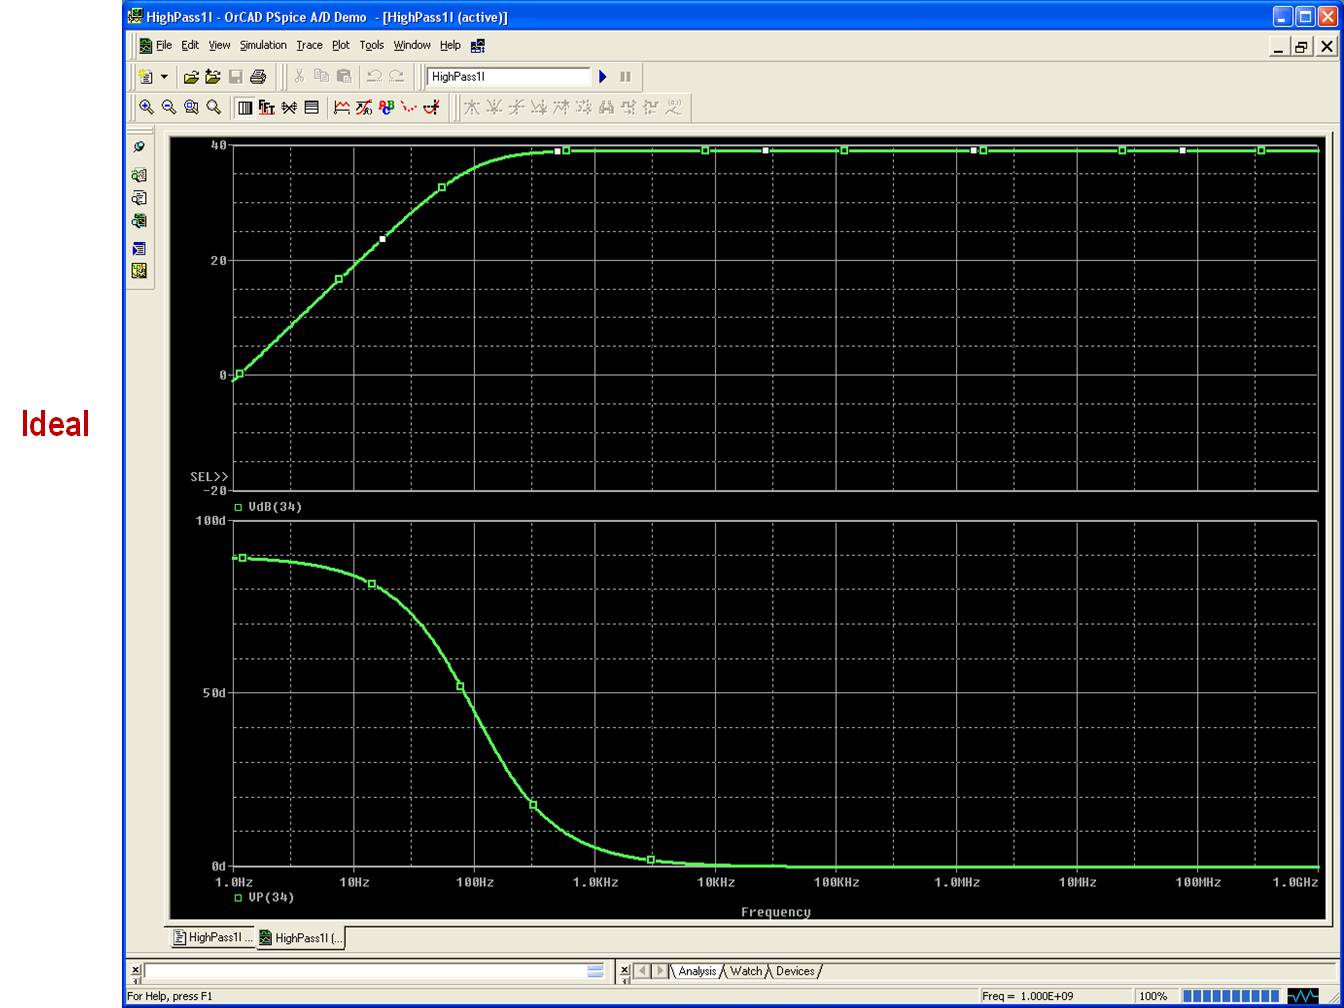 HighPass1I - OrCAD PSpice A/D Demo - [HighPass1I (active)]
File Edit View Simulation Trace Plot Tools Window Help
HighPass1I
Ideal
40
20
0
SEL>>
-20
VdB(34)
100d
50d
0d
1.0Hz 10Hz 100Hz 1.0KHz 10KHz 100KHz 1.0MHz 10MHz 100MHz 1.0GHz
VP(34)
Frequency
HighPass1I ... HighPass1I (...
Analysis Watch Devices
For Help, press F1 Freq = 1.000E+09 100%